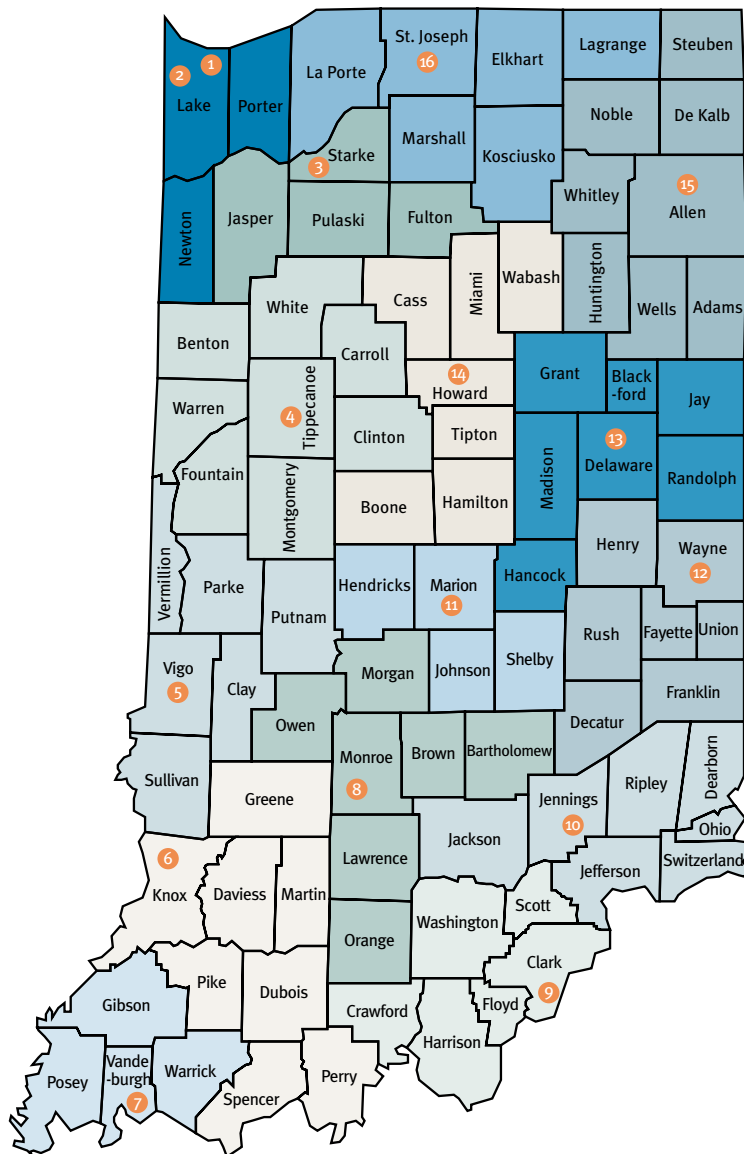 St. Joseph
16
Elkhart
Lagrange
Steuben
1
2
Lake
Porter
La Porte
Noble
De Kalb
Marshall
Kosciusko
3
Starke
Whitley
15
Allen
Newton
Jasper
Pulaski
Fulton
Huntington
Wells
Adams
White
Cass
Miami
Wabash
Benton
Carroll
14
Howard
Grant
Black
-ford
Jay
Warren
4
Tippecanoe
Clinton
Tipton
Madison
13
Delaware
Randolph
Fountain
Montgomery
Boone
Hamilton
Henry
Wayne
12
Vermillion
Parke
Putnam
Hendricks
Marion
11
Hancock
Rush
Fayette
Union
Vigo
5
Clay
Morgan
Johnson
Shelby
Franklin
Owen
Decatur
Sullivan
Monroe
8
Brown
Bartholomew
Jennings
10
Ripley
Dearborn
Greene
Jackson
Ohio
6
Knox
Daviess
Martin
Lawrence
Jefferson
Switzerland
Washington
Scott
Orange
Clark
9
Pike
Dubois
Gibson
Crawford
Floyd
Harrison
Posey
Vande
-burgh
7
Warrick
Spencer
Perry